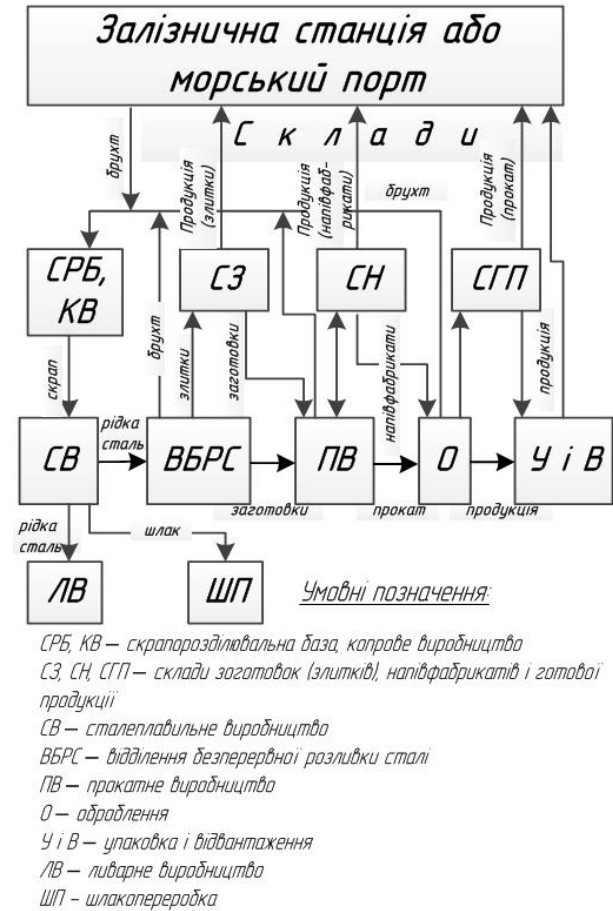 Залізнична станція або
морський порт
С к л а д и
брухт
Продукція
(злитки)
Продукція
(напівфаб-
рикати)
брухт
Продукція
(прокат)
СРБ,
КВ
СЗ
СН
СГП
скрап
брухт
злитки
заготовки
напівфабрикати
продукція
рідка
сталь
СВ
ВБРС
ПВ
О
У і В
заготовки
прокат
продукція
рідка
сталь
шлак
ЛВ
ШП
Умовні позначення:
СРБ, КВ – скрапорозділювальна база, копрове виробництво
СЗ, СН, СГП – склади заготовок (злитків), напівфабрикатів і готової
продукції
СВ – сталеплавильне виробництво
ВБРС – відділення безперервної розливки сталі
ПВ – прокатне виробництво
О – оброблення
У і В – упаковка і відвантаження
ЛВ – ливарне виробництво
ШП - шлакопереробка